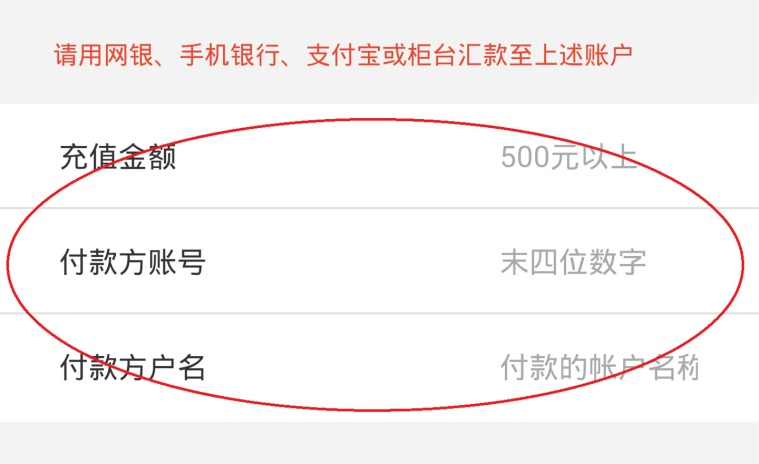 请用网银、手机银行、支付宝或柜台汇款至上述账户
充值金额 500元以上
付款方账号 末四位数字
付款方户名 付款的帐户名称